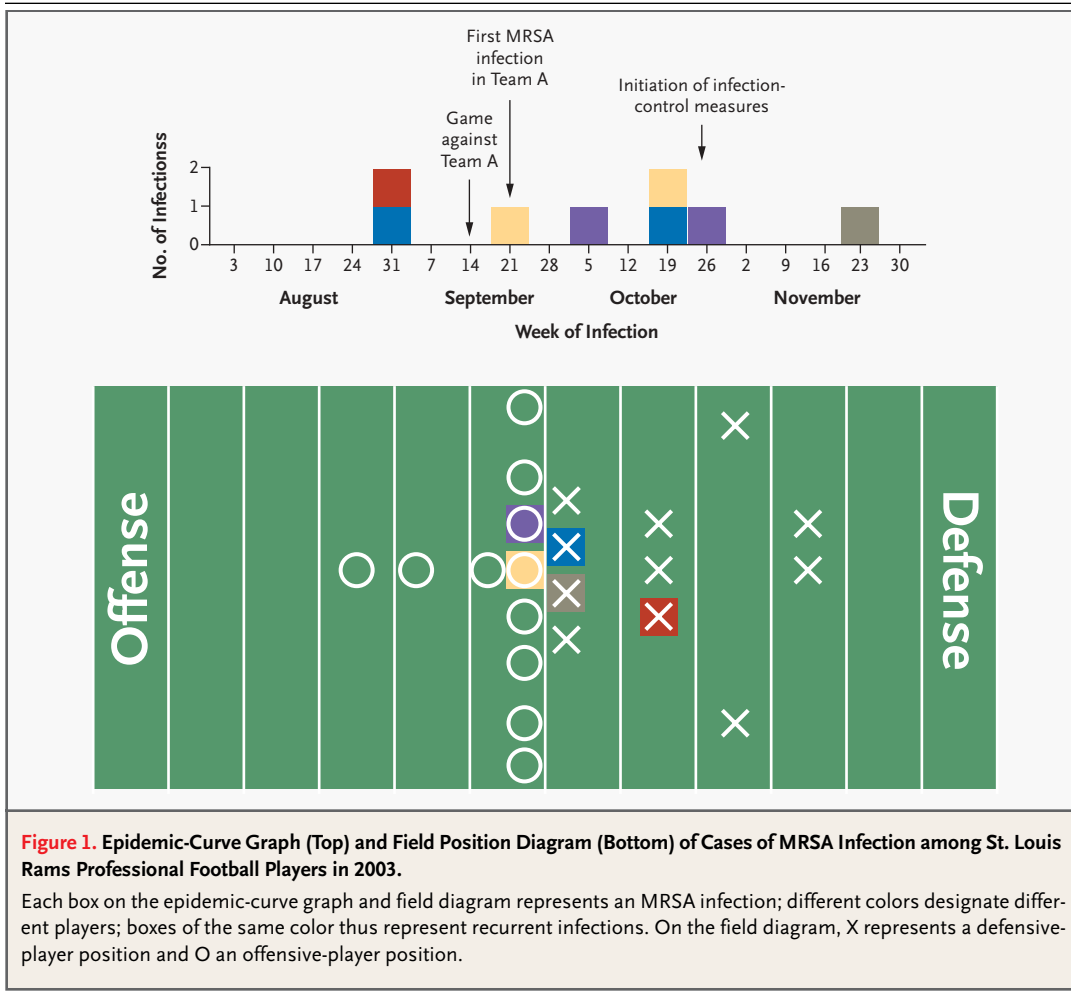 First MRSA
infection
in Team A
Initiation of infection-
control measures
Game
against
Team A
No. of Infectionss
2
1
0
3 10 17 24 31 7 14 21 28 5 12 19 26 2 9 16 23 30
August September October November
Week of Infection
Offense
Defense
Figure 1. Epidemic-Curve Graph (Top) and Field Position Diagram (Bottom) of Cases of MRSA Infection among St. Louis
Rams Professional Football Players in 2003.
Each box on the epidemic-curve graph and field diagram represents an MRSA infection; different colors designate differ-
ent players; boxes of the same color thus represent recurrent infections. On the field diagram, X represents a defensive-
player position and O an offensive-player position.